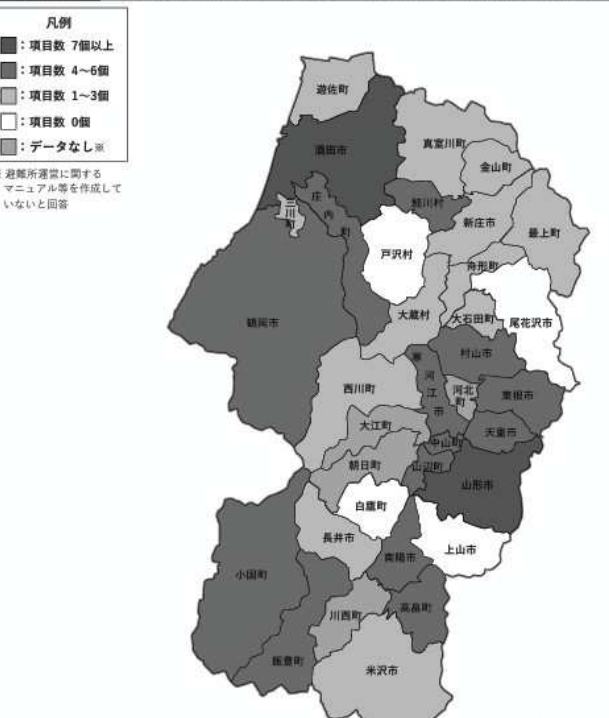 凡例
：項目数 7個以上
：項目数 4～6個
：項目数 1～3個
：項目数 0個
：データなし※
避難所運営に関する
マニュアル等を作成して
いないと回答
遊佐町
酒田市
真室川町
金山町
庄内町
三川町
鮭川村
新庄市
最上町
戸沢村
舟形町
鶴岡市
大蔵村
大石田町
尾花沢市
村山市
寒河江市
西川町
河北町
東根市
大江町
天童市
中山町
朝日町
山辺町
山形市
白鷹町
長井市
南陽市
上山市
小国町
高畠町
川西町
飯豊町
米沢市